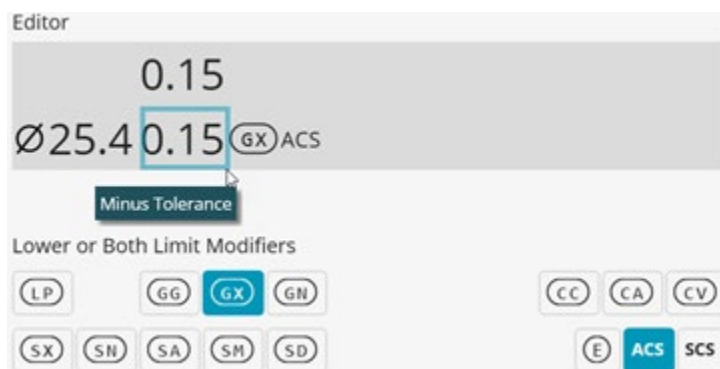 Editor
0.15
⌀25.4 0.15 GX ACS
Minus Tolerance
Lower or Both Limit Modifiers
LP GG GX GN CC CA CV
SX SN SA SM SD E ACS SCS